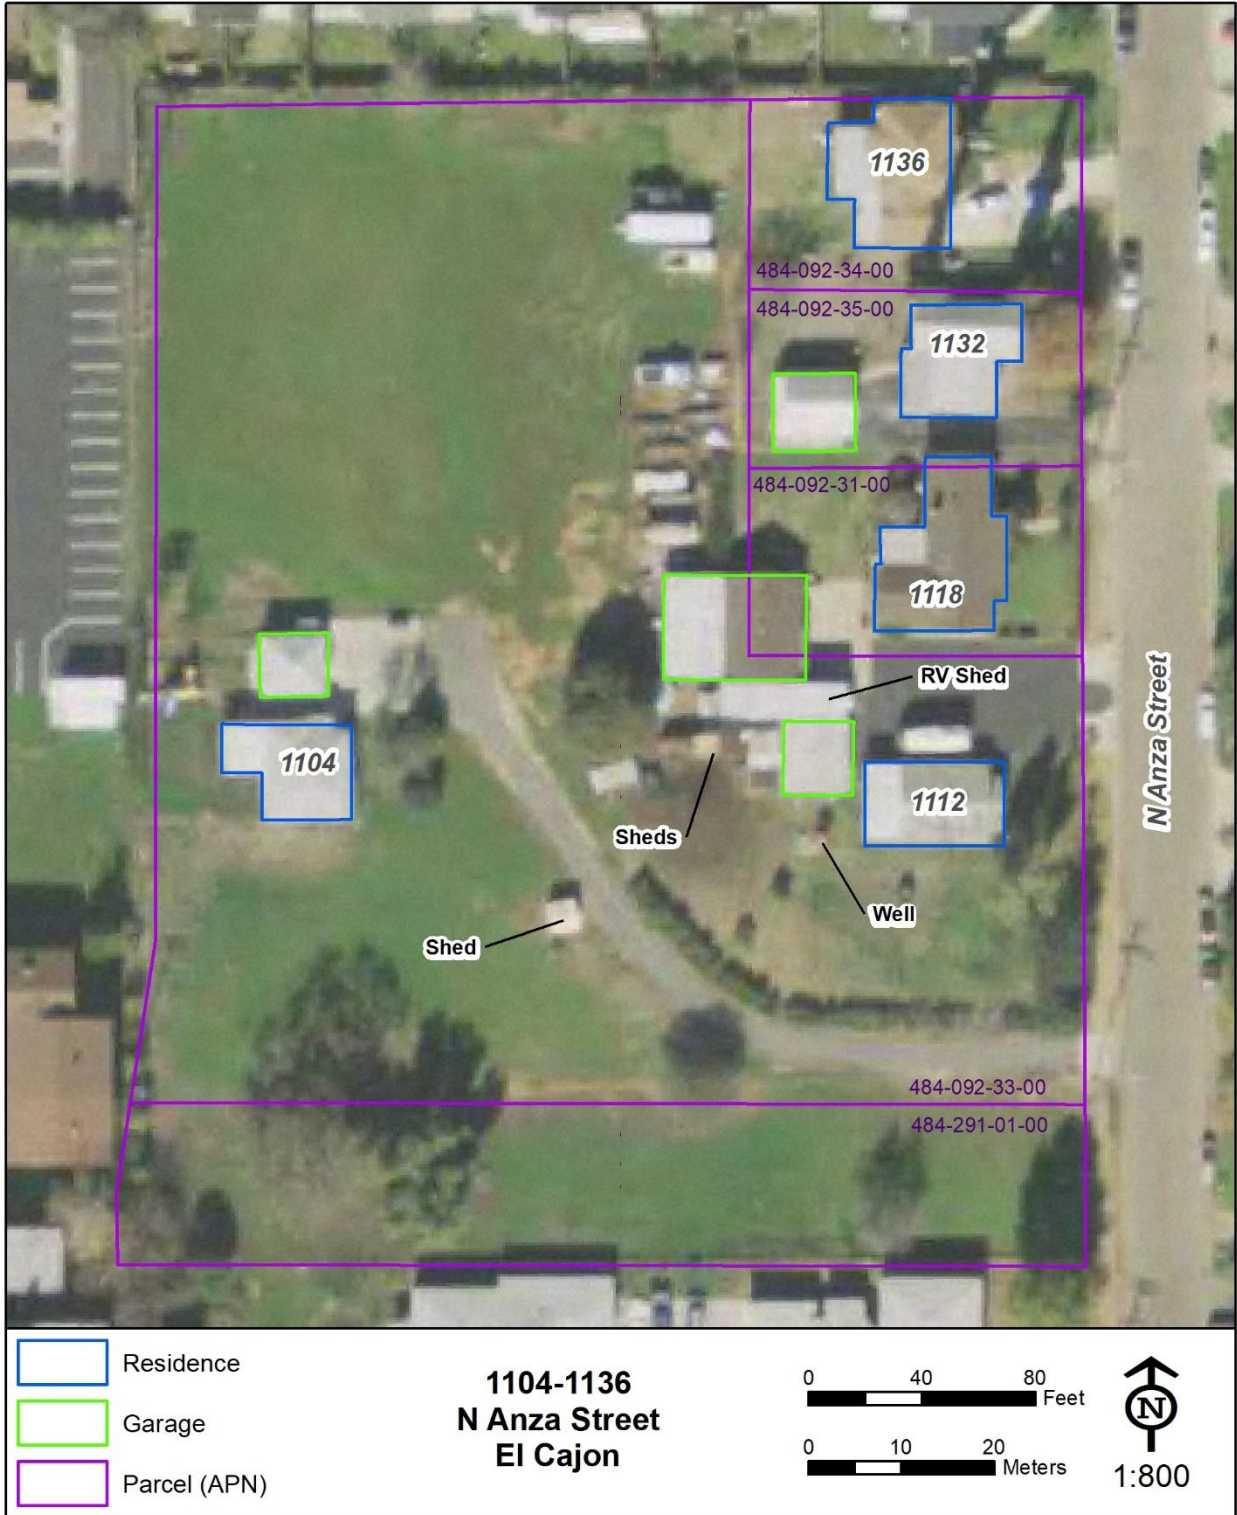 1136
484-092-34-00
484-092-35-00
1132
484-092-31-00
1118
RV Shed
N Anza Street
1104
1112
Sheds
Well
Shed
484-092-33-00
484-291-01-00
Residence
Garage
Parcel (APN)
1104-1136
N Anza Street
El Cajon
0 40 80
Feet
0 10 20
Meters
N
1:800